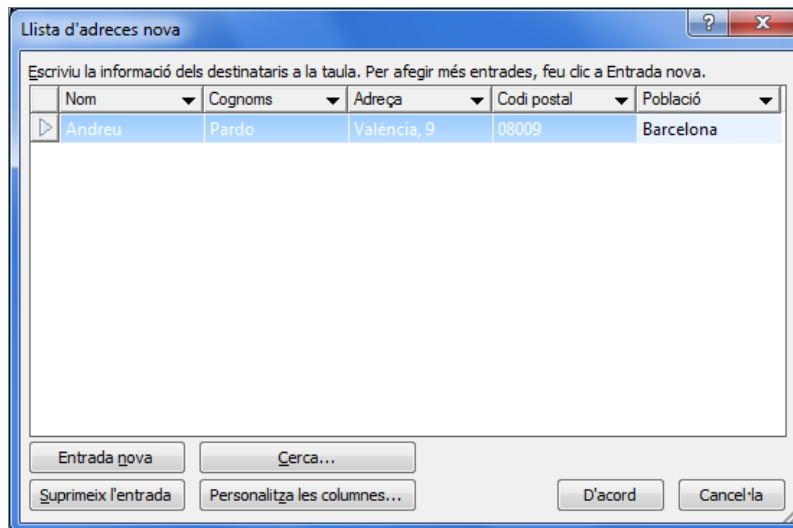 Llista d'adreces nova
Escriviu la informació dels destinataris a la taula. Per afegir més entrades, feu clic a Entrada nova.
Nom Cognoms Adreça Codi postal Població
Andreu Pardo València, 9 08009 Barcelona
Entrada nova Cerca...
Suprimeix l'entrada Personalitza les columnes... D'acord Cancel·la